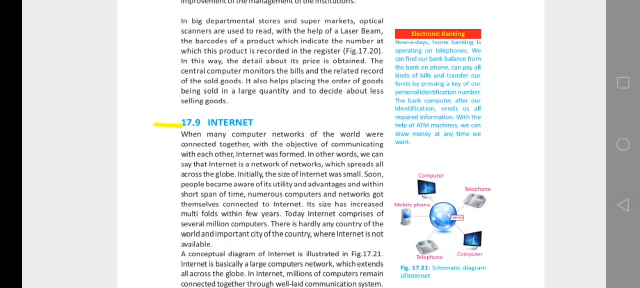 improvement of the management of the institutions.
In big departmental stores and super markets, optical
scanners are used to read, with the help of a Laser Beam,
the barcodes of a product which indicate the number at
which this product is recorded in the register (Fig.17.20).
In this way, the detail about its price is obtained. The
central computer monitors the bills and the related record
of the sold goods. It also helps placing the order of goods
being sold in a large quantity and to decide about less
selling goods.
17.9 INTERNET
When many computer networks of the world were
connected together, with the objective of communicating
with each other, Internet was formed. In other words, we can
say that Internet is a network of networks, which spreads all
across the globe. Initially, the size of Internet was small. Soon,
people became aware of its utility and advantages and within
short span of time, numerous computers and networks got
themselves connected to Internet. Its size has increased
multi folds within few years. Today Internet comprises of
several million computers. There is hardly any country of the
world and important city of the country, where Internet is not
available.
A conceptual diagram of Internet is illustrated in Fig.17.21.
Internet is basically a large computers network, which extends
all across the globe. In Internet, millions of computers remain
connected together through well-laid communication system.
Electronic Banking
Now-a-days, home banking is
operating on telephones. We
can find our bank balance from
the bank on phone, can pay all
kinds of bills and transfer our
funds by pressing a key of our
personal identification number.
The bank computer, after our
identification, sends us all
required information. With the
help of ATM machines, we can
draw money at any time we
want.
Computer
Telephone
Mobile phone
Telephone
Computer
Fig. 17.21: Schematic diagram
of Internet